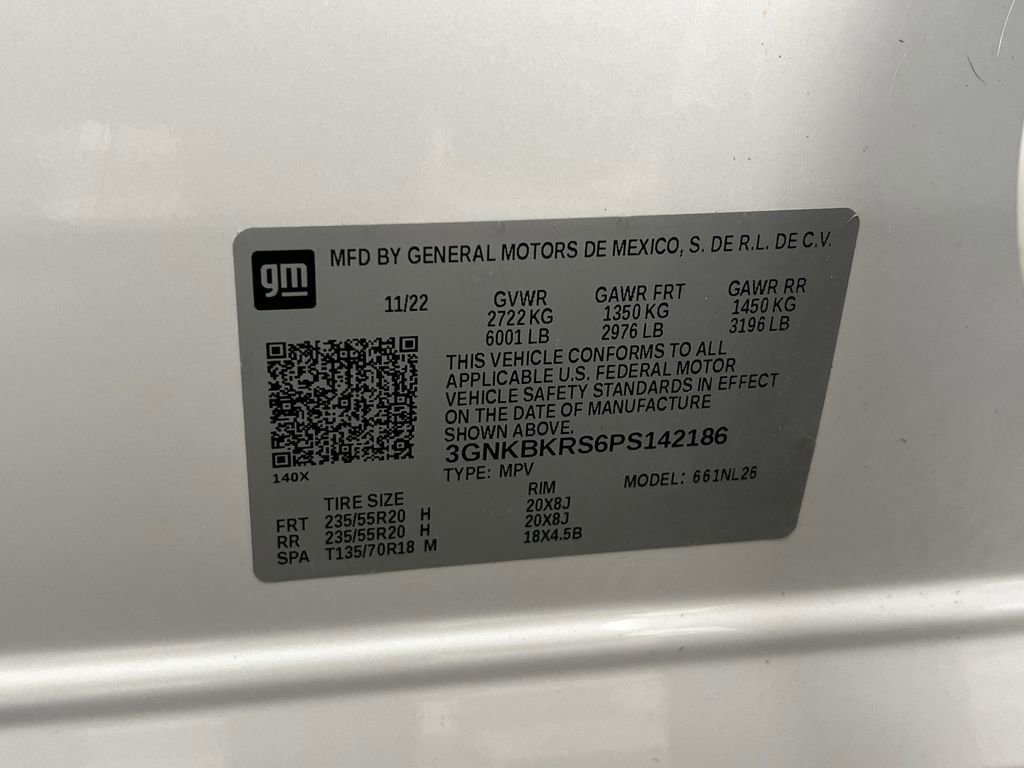 gm
MFD BY GENERAL MOTORS DE MEXICO, S. DE R.L. DE C.V.
11/22 GVWR GAWR FRT GAWR RR
2722 KG 1350 KG 1450 KG
6001 LB 2976 LB 3196 LB
THIS VEHICLE CONFORMS TO ALL
APPLICABLE U.S. FEDERAL MOTOR
VEHICLE SAFETY STANDARDS IN EFFECT
ON THE DATE OF MANUFACTURE
SHOWN ABOVE.
3GNKBKRS6PS142186
140X TYPE: MPV MODEL: 661NL26
TIRE SIZE RIM
FRT 235/55R20 H 20X8J
RR 235/55R20 H 20X8J
SPA T135/70R18 M 18X4.5B